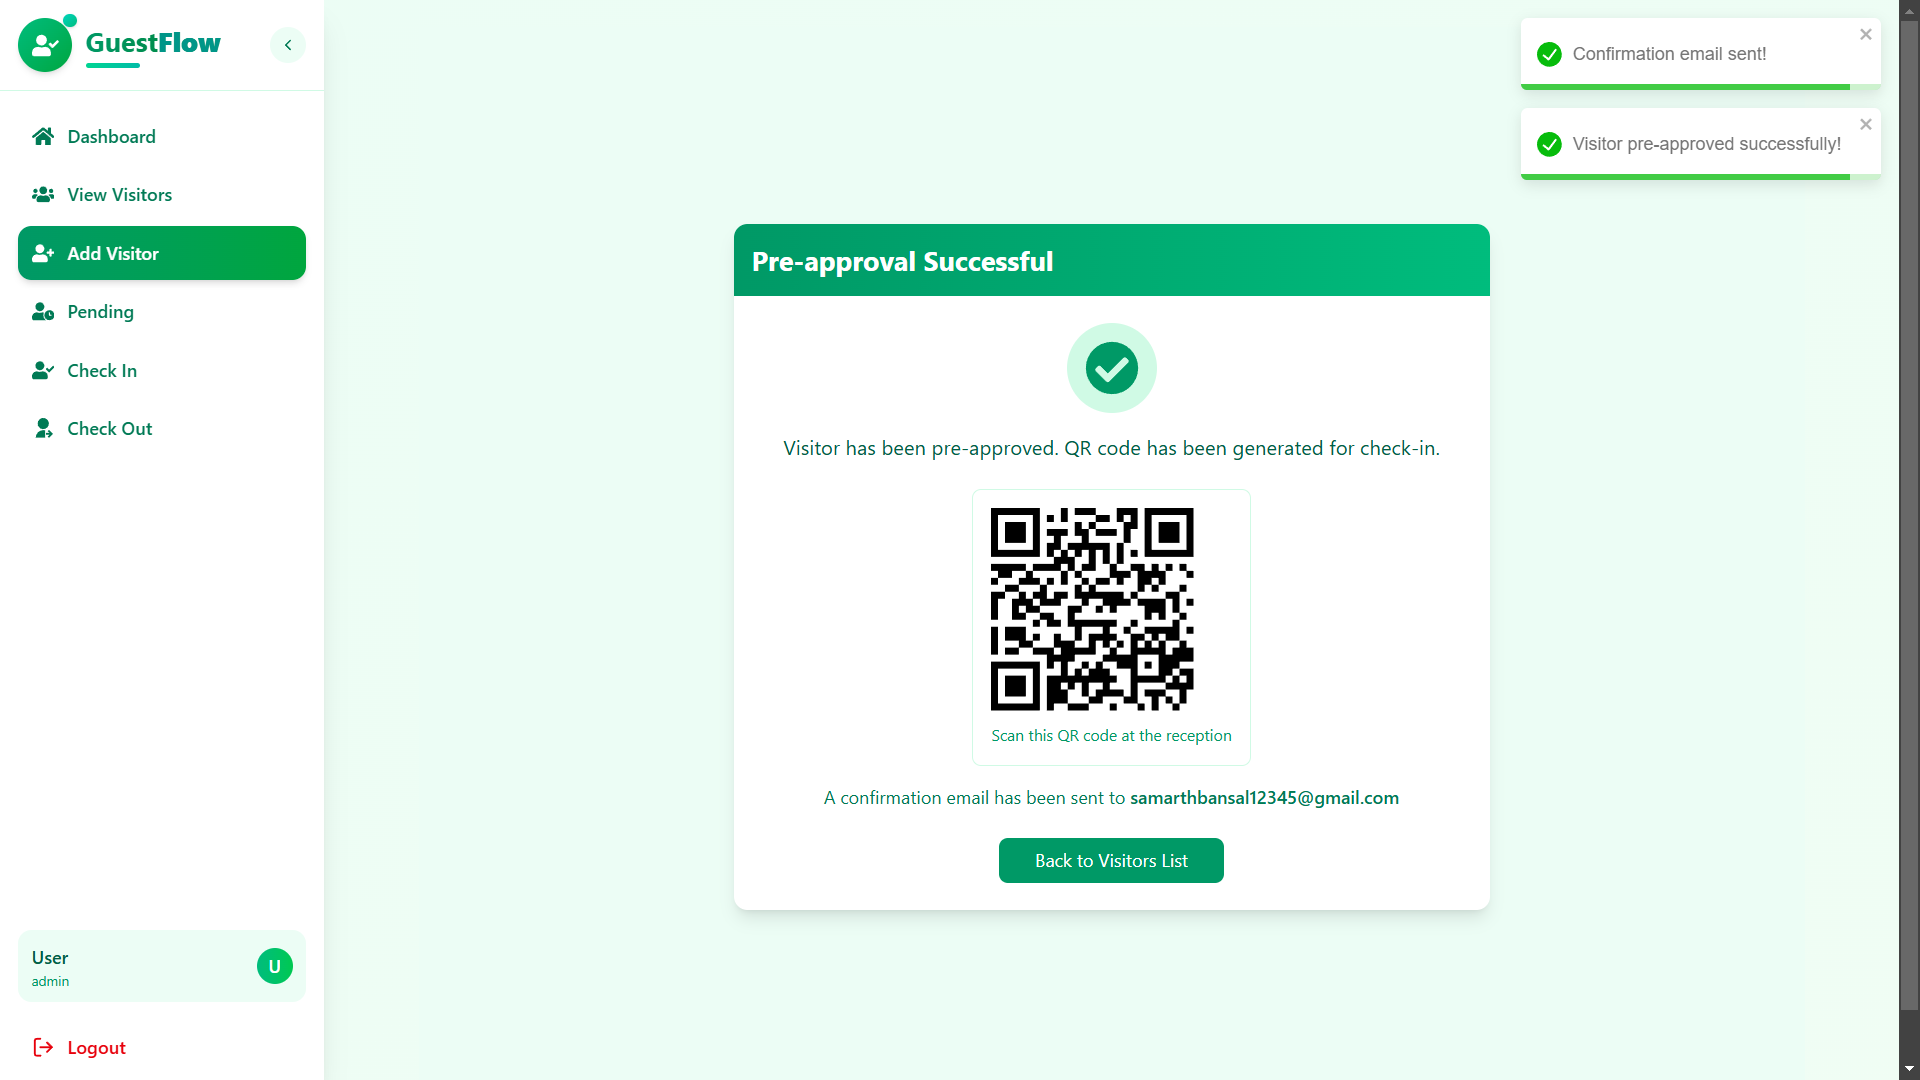 GuestFlow
Dashboard
View Visitors
Add Visitor
Pending
Check In
Check Out
User
admin
U
Logout
Confirmation email sent!
Visitor pre-approved successfully!
Pre-approval Successful
Visitor has been pre-approved. QR code has been generated for check-in.
Scan this QR code at the reception
A confirmation email has been sent to samarthbansal12345@gmail.com
Back to Visitors List